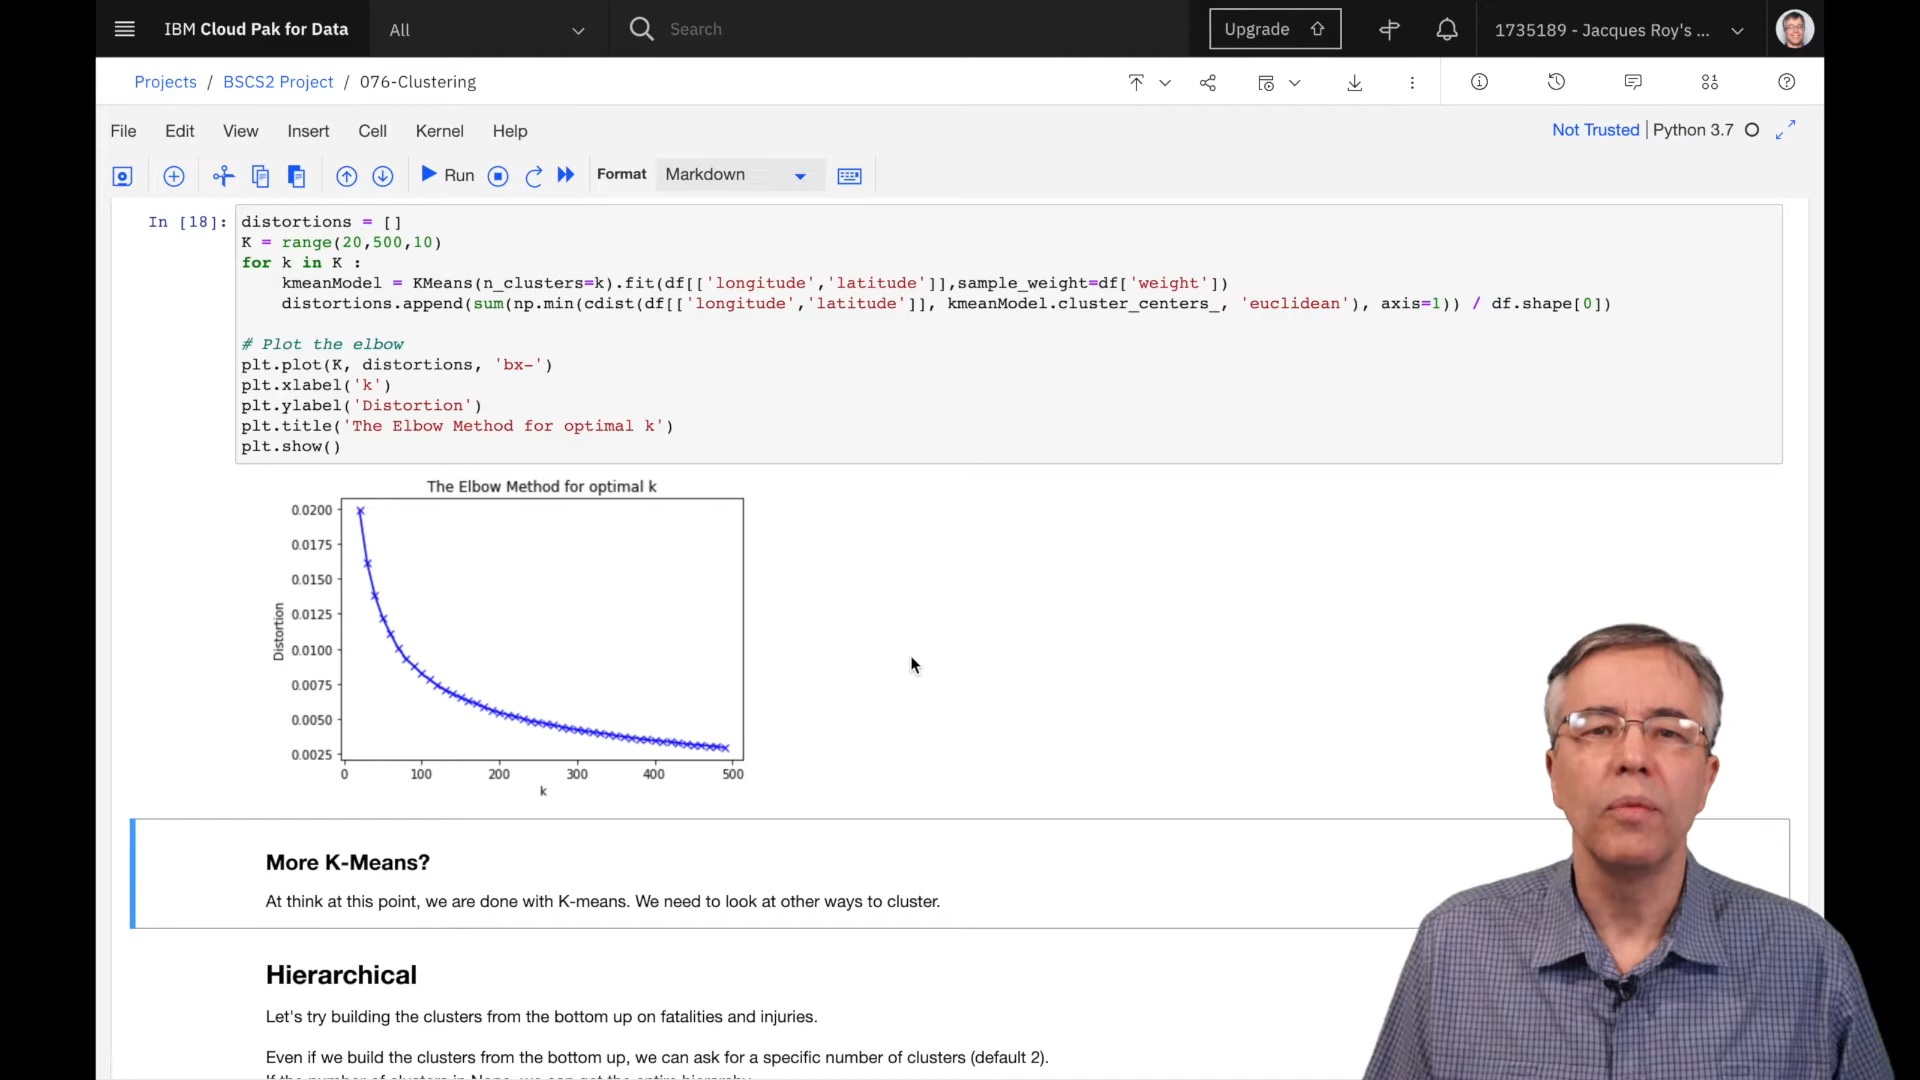 IBM Cloud Pak for Data
All
Search
Upgrade
1735189 - Jacques Roy's ...
Projects / BSCS2 Project / 076-Clustering
File Edit View Insert Cell Kernel Help
Not Trusted | Python 3.7
Run
Format
Markdown
In [18]:
distortions = []
K = range(20,500,10)
for k in K :
    kmeanModel = KMeans(n_clusters=k).fit(df[['longitude','latitude']],sample_weight=df['weight'])
    distortions.append(sum(np.min(cdist(df[['longitude','latitude']], kmeanModel.cluster_centers_, 'euclidean'), axis=1)) / df.shape[0])
# Plot the elbow
plt.plot(K, distortions, 'bx-')
plt.xlabel('k')
plt.ylabel('Distortion')
plt.title('The Elbow Method for optimal k')
plt.show()
The Elbow Method for optimal k
0.0200
0.0175
0.0150
0.0125
0.0100
0.0075
0.0050
0.0025
Distortion
0 100 200 300 400 500
k
More K-Means?
At think at this point, we are done with K-means. We need to look at other ways to cluster.
Hierarchical
Let's try building the clusters from the bottom up on fatalities and injuries.
Even if we build the clusters from the bottom up, we can ask for a specific number of clusters (default 2).